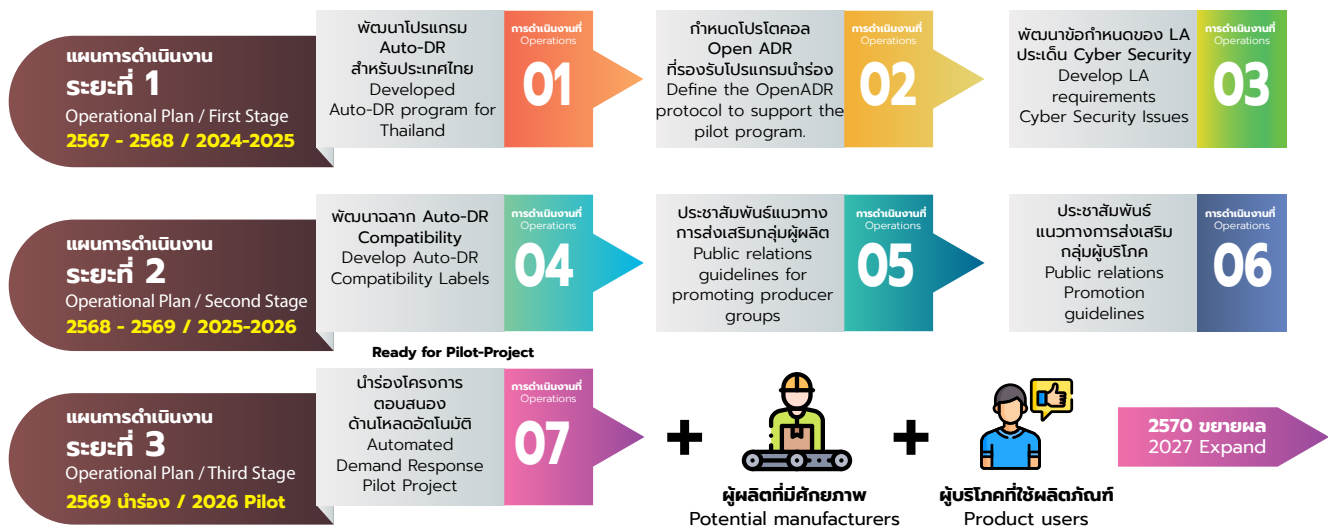 แผนการดำเนินงาน
ระยะที่ 1
Operational Plan / First Stage
2567 - 2568 / 2024-2025
พัฒนาโปรแกรม
Auto-DR
สำหรับประเทศไทย
Developed
Auto-DR program for
Thailand
การดำเนินงานที่
Operations
01
กำหนดโปรโตคอล
Open ADR
ที่รองรับโปรแกรมนำร่อง
Define the OpenADR
protocol to support the
pilot program.
การดำเนินงานที่
Operations
02
พัฒนาข้อกำหนดของ LA
ประเด็น Cyber Security
Develop LA
requirements
Cyber Security Issues
การดำเนินงานที่
Operations
03
แผนการดำเนินงาน
ระยะที่ 2
Operational Plan / Second Stage
2568 - 2569 / 2025-2026
พัฒนาฉลาก Auto-DR
Compatibility
Develop Auto-DR
Compatibility Labels
การดำเนินงานที่
Operations
04
ประชาสัมพันธ์แนวทาง
การส่งเสริมกลุ่มผู้ผลิต
Public relations
guidelines for
promoting producer
groups
การดำเนินงานที่
Operations
05
ประชาสัมพันธ์
แนวทางการส่งเสริม
กลุ่มผู้บริโภค
Public relations
Promotion
guidelines
การดำเนินงานที่
Operations
06
Ready for Pilot-Project
แผนการดำเนินงาน
ระยะที่ 3
Operational Plan / Third Stage
2569 นำร่อง / 2026 Pilot
นำร่องโครงการ
ตอบสนอง
ด้านโหลดอัตโนมัติ
Automated
Demand Response
Pilot Project
การดำเนินงานที่
Operations
07
+
ผู้ผลิตที่มีศักยภาพ
Potential manufacturers
+
ผู้บริโภคที่ใช้ผลิตภัณฑ์
Product users
2570 ขยายผล
2027 Expand